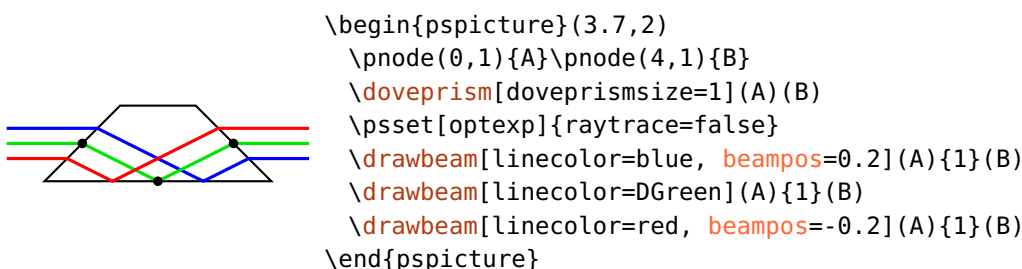 \begin{pspicture}(3.7,2)
\pnode(0,1){A}\pnode(4,1){B}
\doveprism[doveprismsize=1](A)(B)
\psset[optexp]{raytrace=false}
\drawbeam[linecolor=blue, beampos=0.2](A){1}(B)
\drawbeam[linecolor=DGreen](A){1}(B)
\drawbeam[linecolor=red, beampos=-0.2](A){1}(B)
\end{pspicture}